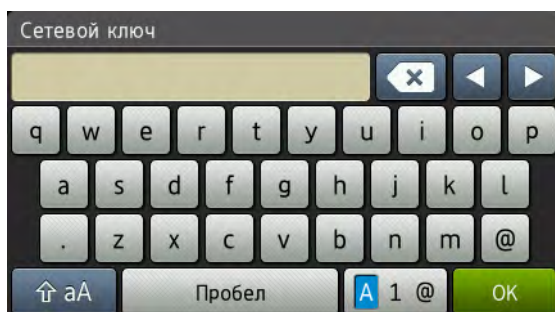 Сетевой ключ
q w e r t y u i o p
a s d f g h j k l
. z x c v b n m @
aA Пробел A 1 @ OK